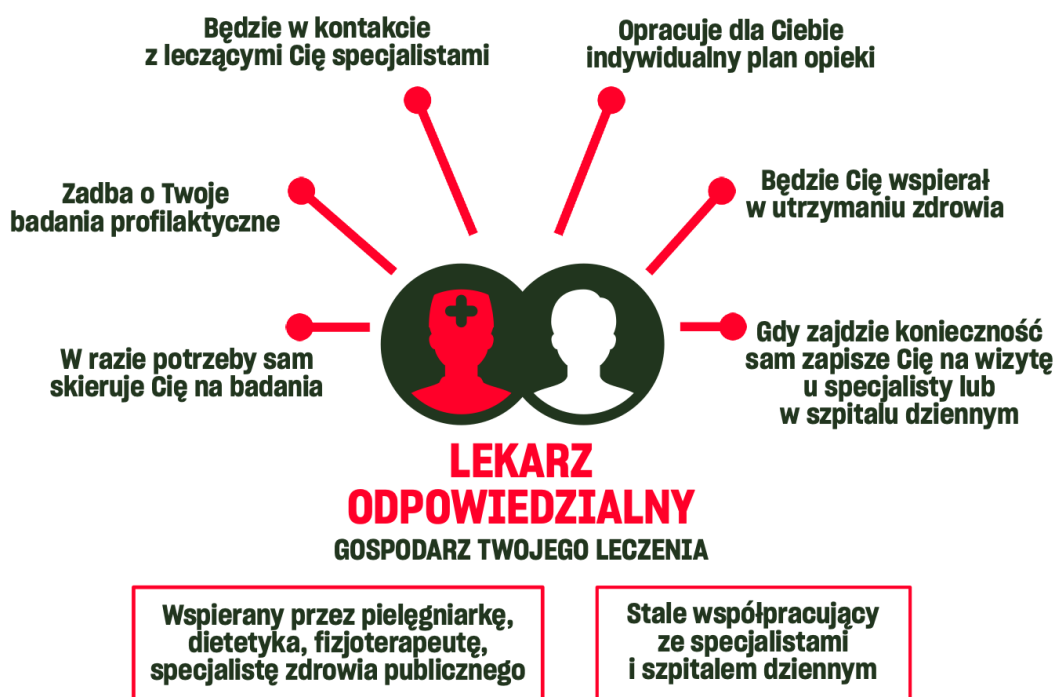 Będzie w kontakcie
z leczącymi Cię specjalistami
Opracuje dla Ciebie
indywidualny plan opieki
Zadba o Twoje
badania profilaktyczne
Będzie Cię wspierał
w utrzymaniu zdrowia
W razie potrzeby sam
skieruje Cię na badania
Gdy zajdzie konieczność
sam zapisze Cię na wizytę
u specjalisty lub
w szpitalu dziennym
LEKARZ
ODPOWIEDZIALNY
GOSPODARZ TWOJEGO LECZENIA
Wspierany przez pielęgniarkę,
dietetyka, fizjoterapeutę,
specjalistę zdrowia publicznego
Stale współpracujący
ze specjalistami
i szpitalem dziennym